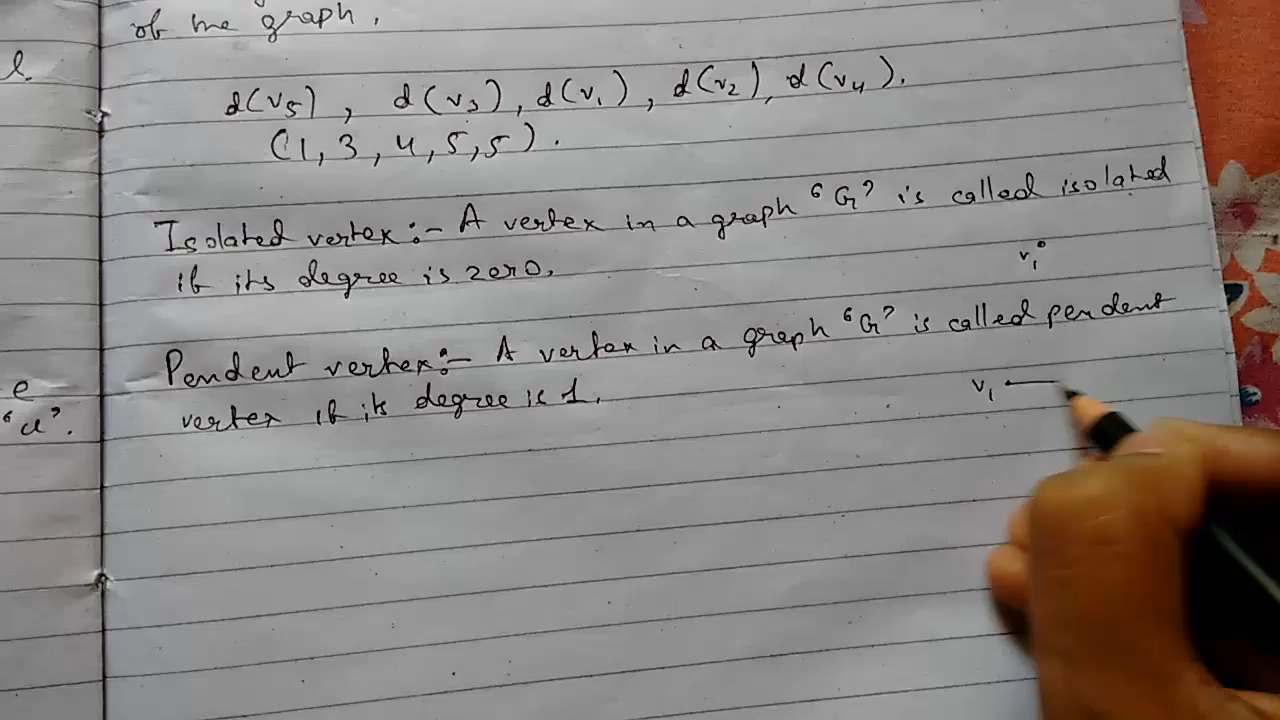 of the graph.
l
d(v5), d(v3), d(v1), d(v2), d(v4).
(1, 3, 4, 5, 5).
Isolated vertex :- A vertex in a graph 'G' is called isolated
if its degree is zero.
v1
Pendent vertex :- A vertex in a graph 'G' is called pendent
e
vertex if its degree is 1.
v1
'u'.